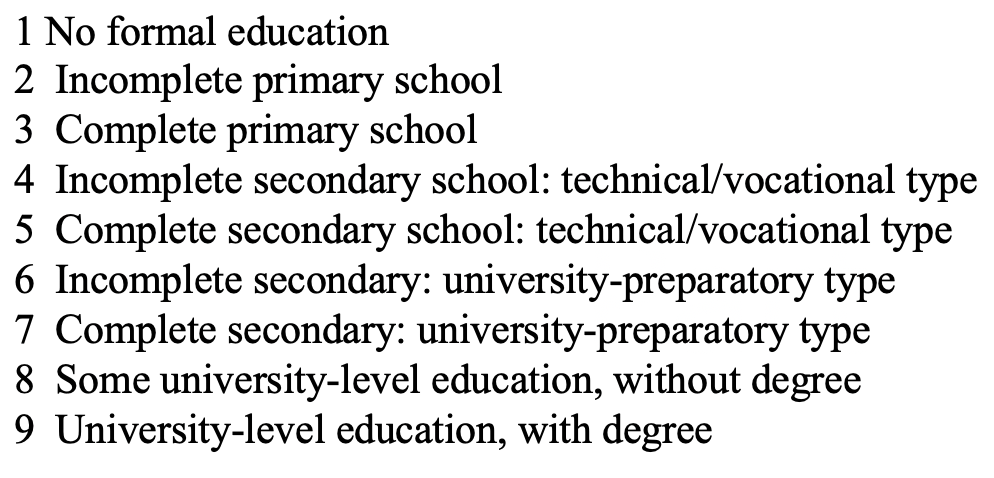 1 No formal education
2 Incomplete primary school
3 Complete primary school
4 Incomplete secondary school: technical/vocational type
5 Complete secondary school: technical/vocational type
6 Incomplete secondary: university-preparatory type
7 Complete secondary: university-preparatory type
8 Some university-level education, without degree
9 University-level education, with degree